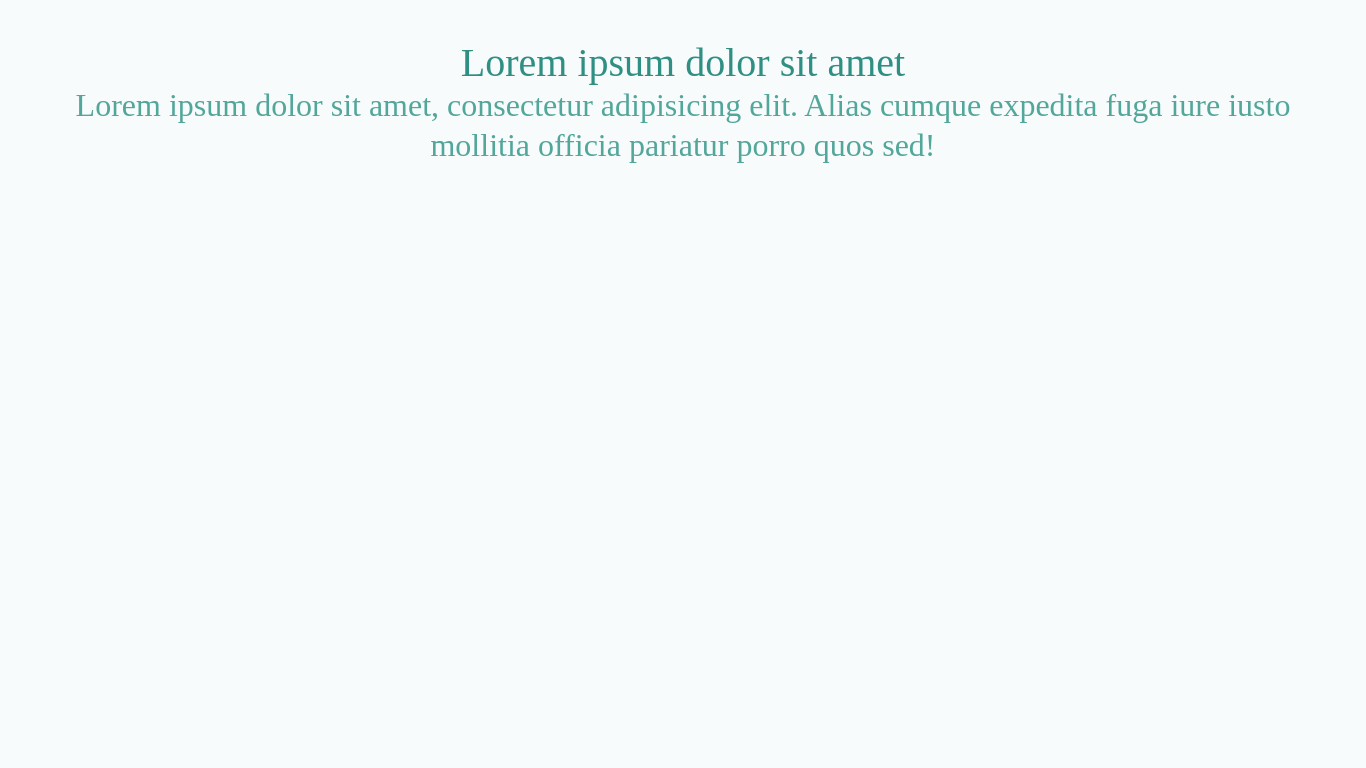 Lorem ipsum dolor sit amet
Lorem ipsum dolor sit amet, consectetur adipisicing elit. Alias cumque expedita fuga iure iusto
mollitia officia pariatur porro quos sed!